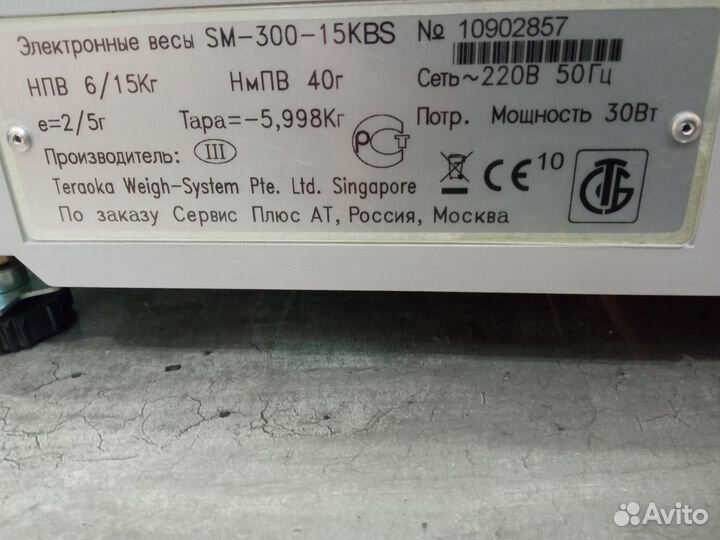 Электронные весы SM-300-15KBS № 10902857
НПВ 6/15Кг НмПВ 40г Сеть~220В 50Гц
e=2/5г Тара=-5,998Кг Потр. Мощность 30Вт
Производитель: III РСТ CE 10
Teraoka Weigh-System Pte. Ltd. Singapore
По заказу Сервис Плюс АТ, Россия, Москва
Avito